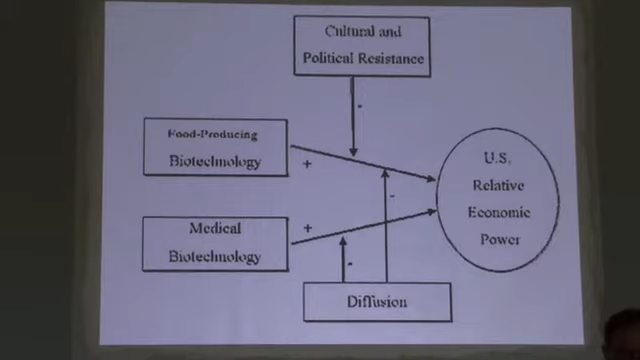 Cultural and
Political Resistance
-
Food-Producing
Biotechnology
+
U.S.
Relative
Economic
Power
-
Medical
Biotechnology
+
-
Diffusion